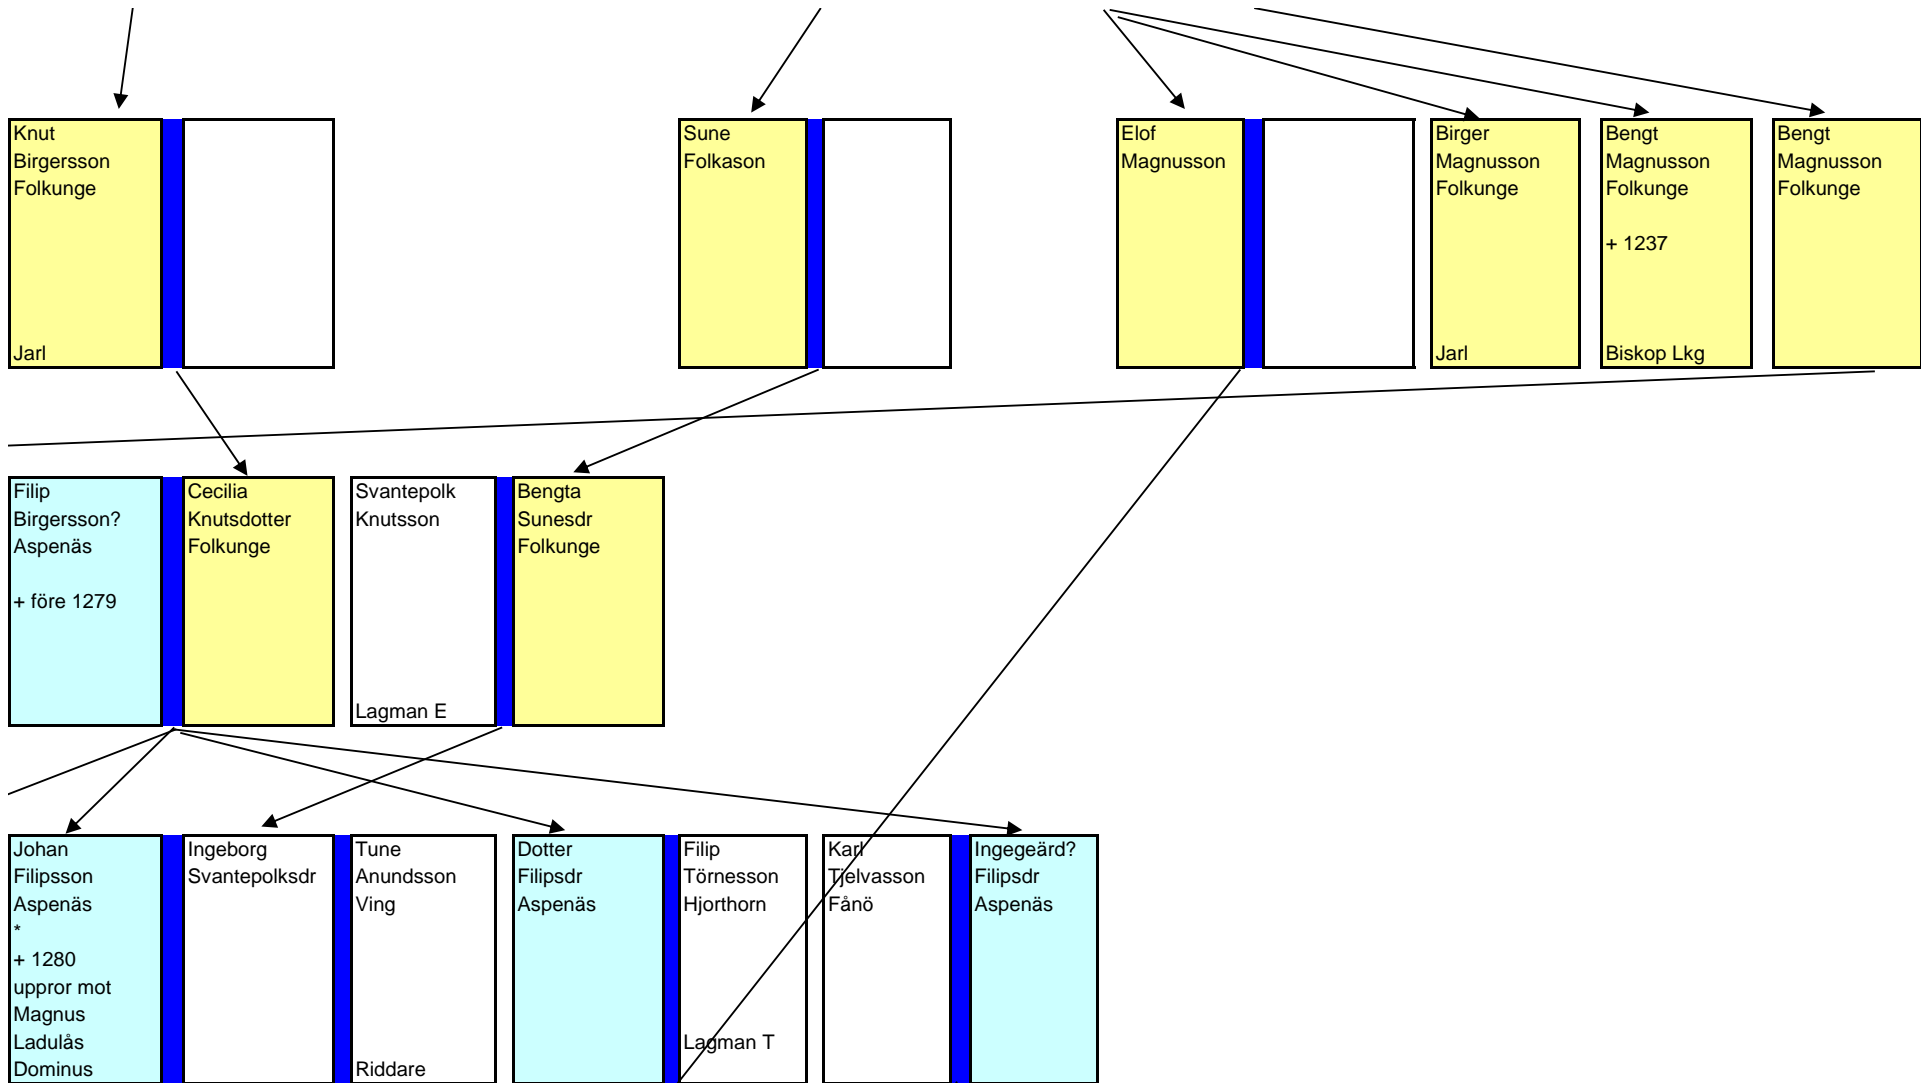 Knut
Birgersson
Folkunge
Jarl
Sune
Folkason
Elof
Magnusson
Birger
Magnusson
Folkunge
Jarl
Bengt
Magnusson
Folkunge
+ 1237
Biskop Lkg
Bengt
Magnusson
Folkunge
Filip
Birgersson?
Aspenäs
+ före 1279
Cecilia
Knutsdotter
Folkunge
Svantepolk
Knutsson
Lagman E
Bengta
Sunesdr
Folkunge
Johan
Filipsson
Aspenäs
*
+ 1280
uppror mot
Magnus
Ladulås
Dominus
Ingeborg
Svantepolksdr
Tune
Anundsson
Ving
Riddare
Dotter
Filipsdr
Aspenäs
Filip
Törnesson
Hjorthorn
Lagman T
Karl
Tjelvasson
Fånö
Ingegeärd?
Filipsdr
Aspenäs